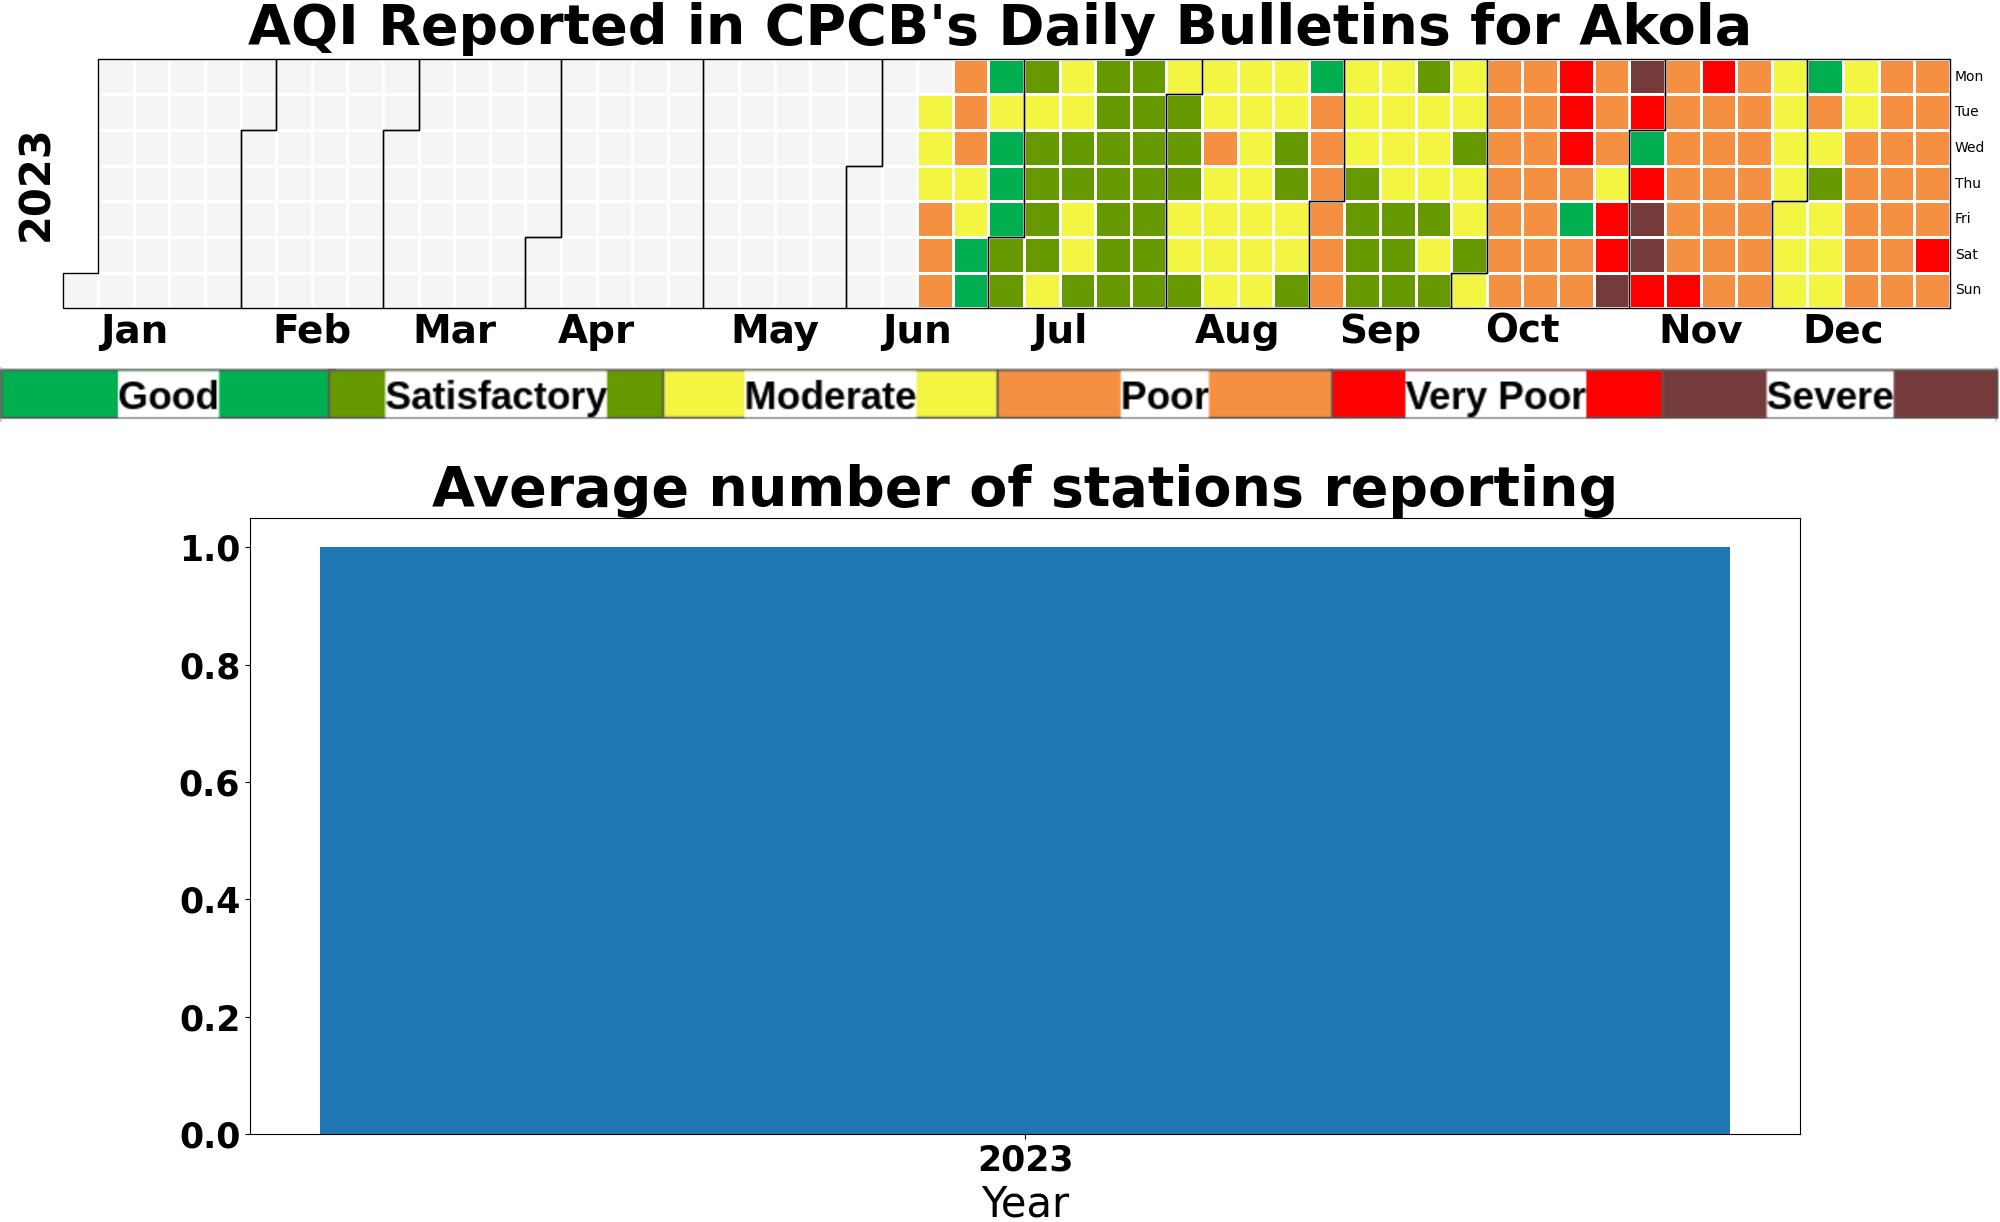 AQI Reported in CPCB's Daily Bulletins for Akola
2023
Mon
Tue
Wed
Thu
Fri
Sat
Sun
Jan Feb Mar Apr May Jun Jul Aug Sep Oct Nov Dec
Good Satisfactory Moderate Poor Very Poor Severe
Average number of stations reporting
1.0
0.8
0.6
0.4
0.2
0.0
2023
Year